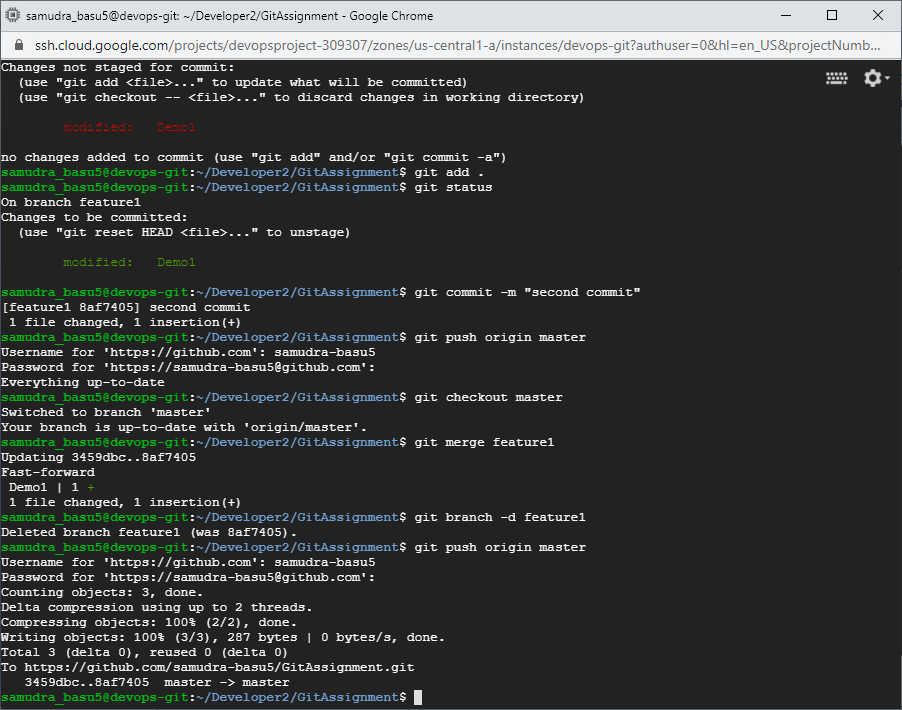 samudra_basu5@devops-git: ~/Developer2/GitAssignment - Google Chrome
ssh.cloud.google.com/projects/devopsproject-309307/zones/us-central1-a/instances/devops-git?authuser=0&hl=en_US&projectNumb...
Changes not staged for commit:
  (use "git add <file>..." to update what will be committed)
  (use "git checkout -- <file>..." to discard changes in working directory)
        modified:   Demo1
no changes added to commit (use "git add" and/or "git commit -a")
samudra_basu5@devops-git:~/Developer2/GitAssignment$ git add .
samudra_basu5@devops-git:~/Developer2/GitAssignment$ git status
On branch feature1
Changes to be committed:
  (use "git reset HEAD <file>..." to unstage)
        modified:   Demo1
samudra_basu5@devops-git:~/Developer2/GitAssignment$ git commit -m "second commit"
[feature1 8af7405] second commit
 1 file changed, 1 insertion(+)
samudra_basu5@devops-git:~/Developer2/GitAssignment$ git push origin master
Username for 'https://github.com': samudra-basu5
Password for 'https://samudra-basu5@github.com':
Everything up-to-date
samudra_basu5@devops-git:~/Developer2/GitAssignment$ git checkout master
Switched to branch 'master'
Your branch is up-to-date with 'origin/master'.
samudra_basu5@devops-git:~/Developer2/GitAssignment$ git merge feature1
Updating 3459dbc..8af7405
Fast-forward
 Demo1 | 1 +
 1 file changed, 1 insertion(+)
samudra_basu5@devops-git:~/Developer2/GitAssignment$ git branch -d feature1
Deleted branch feature1 (was 8af7405).
samudra_basu5@devops-git:~/Developer2/GitAssignment$ git push origin master
Username for 'https://github.com': samudra-basu5
Password for 'https://samudra-basu5@github.com':
Counting objects: 3, done.
Delta compression using up to 2 threads.
Compressing objects: 100% (2/2), done.
Writing objects: 100% (3/3), 287 bytes | 0 bytes/s, done.
Total 3 (delta 0), reused 0 (delta 0)
To https://github.com/samudra-basu5/GitAssignment.git
   3459dbc..8af7405  master -> master
samudra_basu5@devops-git:~/Developer2/GitAssignment$